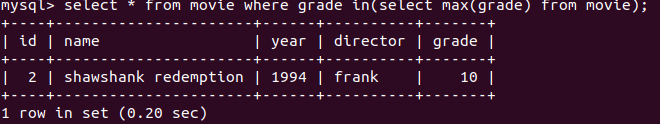 mysql> select * from movie where grade in(select max(grade) from movie);
+----+----------------------+------+----------+-------+
| id | name                 | year | director | grade |
+----+----------------------+------+----------+-------+
|  2 | shawshank redemption | 1994 | frank    |    10 |
+----+----------------------+------+----------+-------+
1 row in set (0.20 sec)